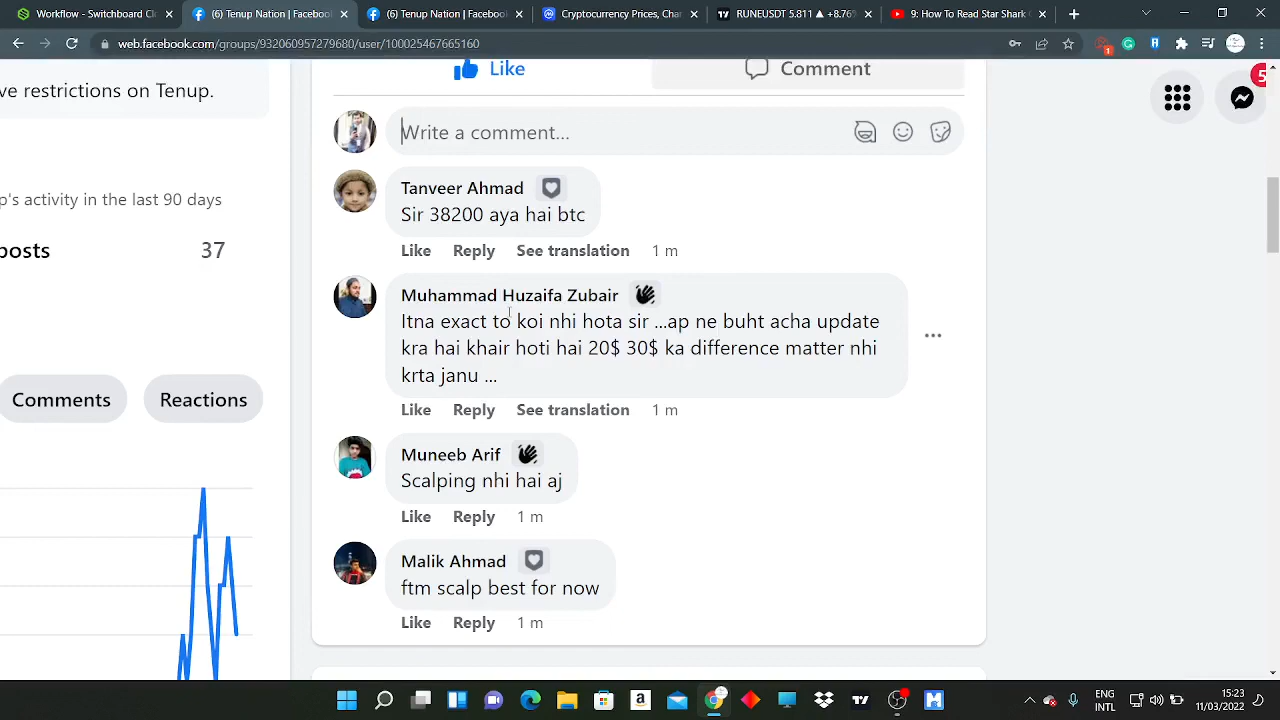 Workflow - Switchboard Cl
(6) Tenup Nation | Facebook
(6) Tenup Nation | Facebook
Cryptocurrency Prices, Char
RUNEUSDT 5.811 ▲ +8.76%
9: How To Read Star Shark C
web.facebook.com/groups/932060957279680/user/100025467665160
1
Like
Comment
5
ve restrictions on Tenup.
Write a comment...
p's activity in the last 90 days
posts 37
Comments Reactions
Tanveer Ahmad
Sir 38200 aya hai btc
Like Reply See translation 1 m
Muhammad Huzaifa Zubair
Itna exact to koi nhi hota sir ...ap ne buht acha update
kra hai khair hoti hai 20$ 30$ ka difference matter nhi
krta janu ...
Like Reply See translation 1 m
Muneeb Arif
Scalping nhi hai aj
Like Reply 1 m
Malik Ahmad
ftm scalp best for now
Like Reply 1 m
ENG
INTL
15:23
11/03/2022